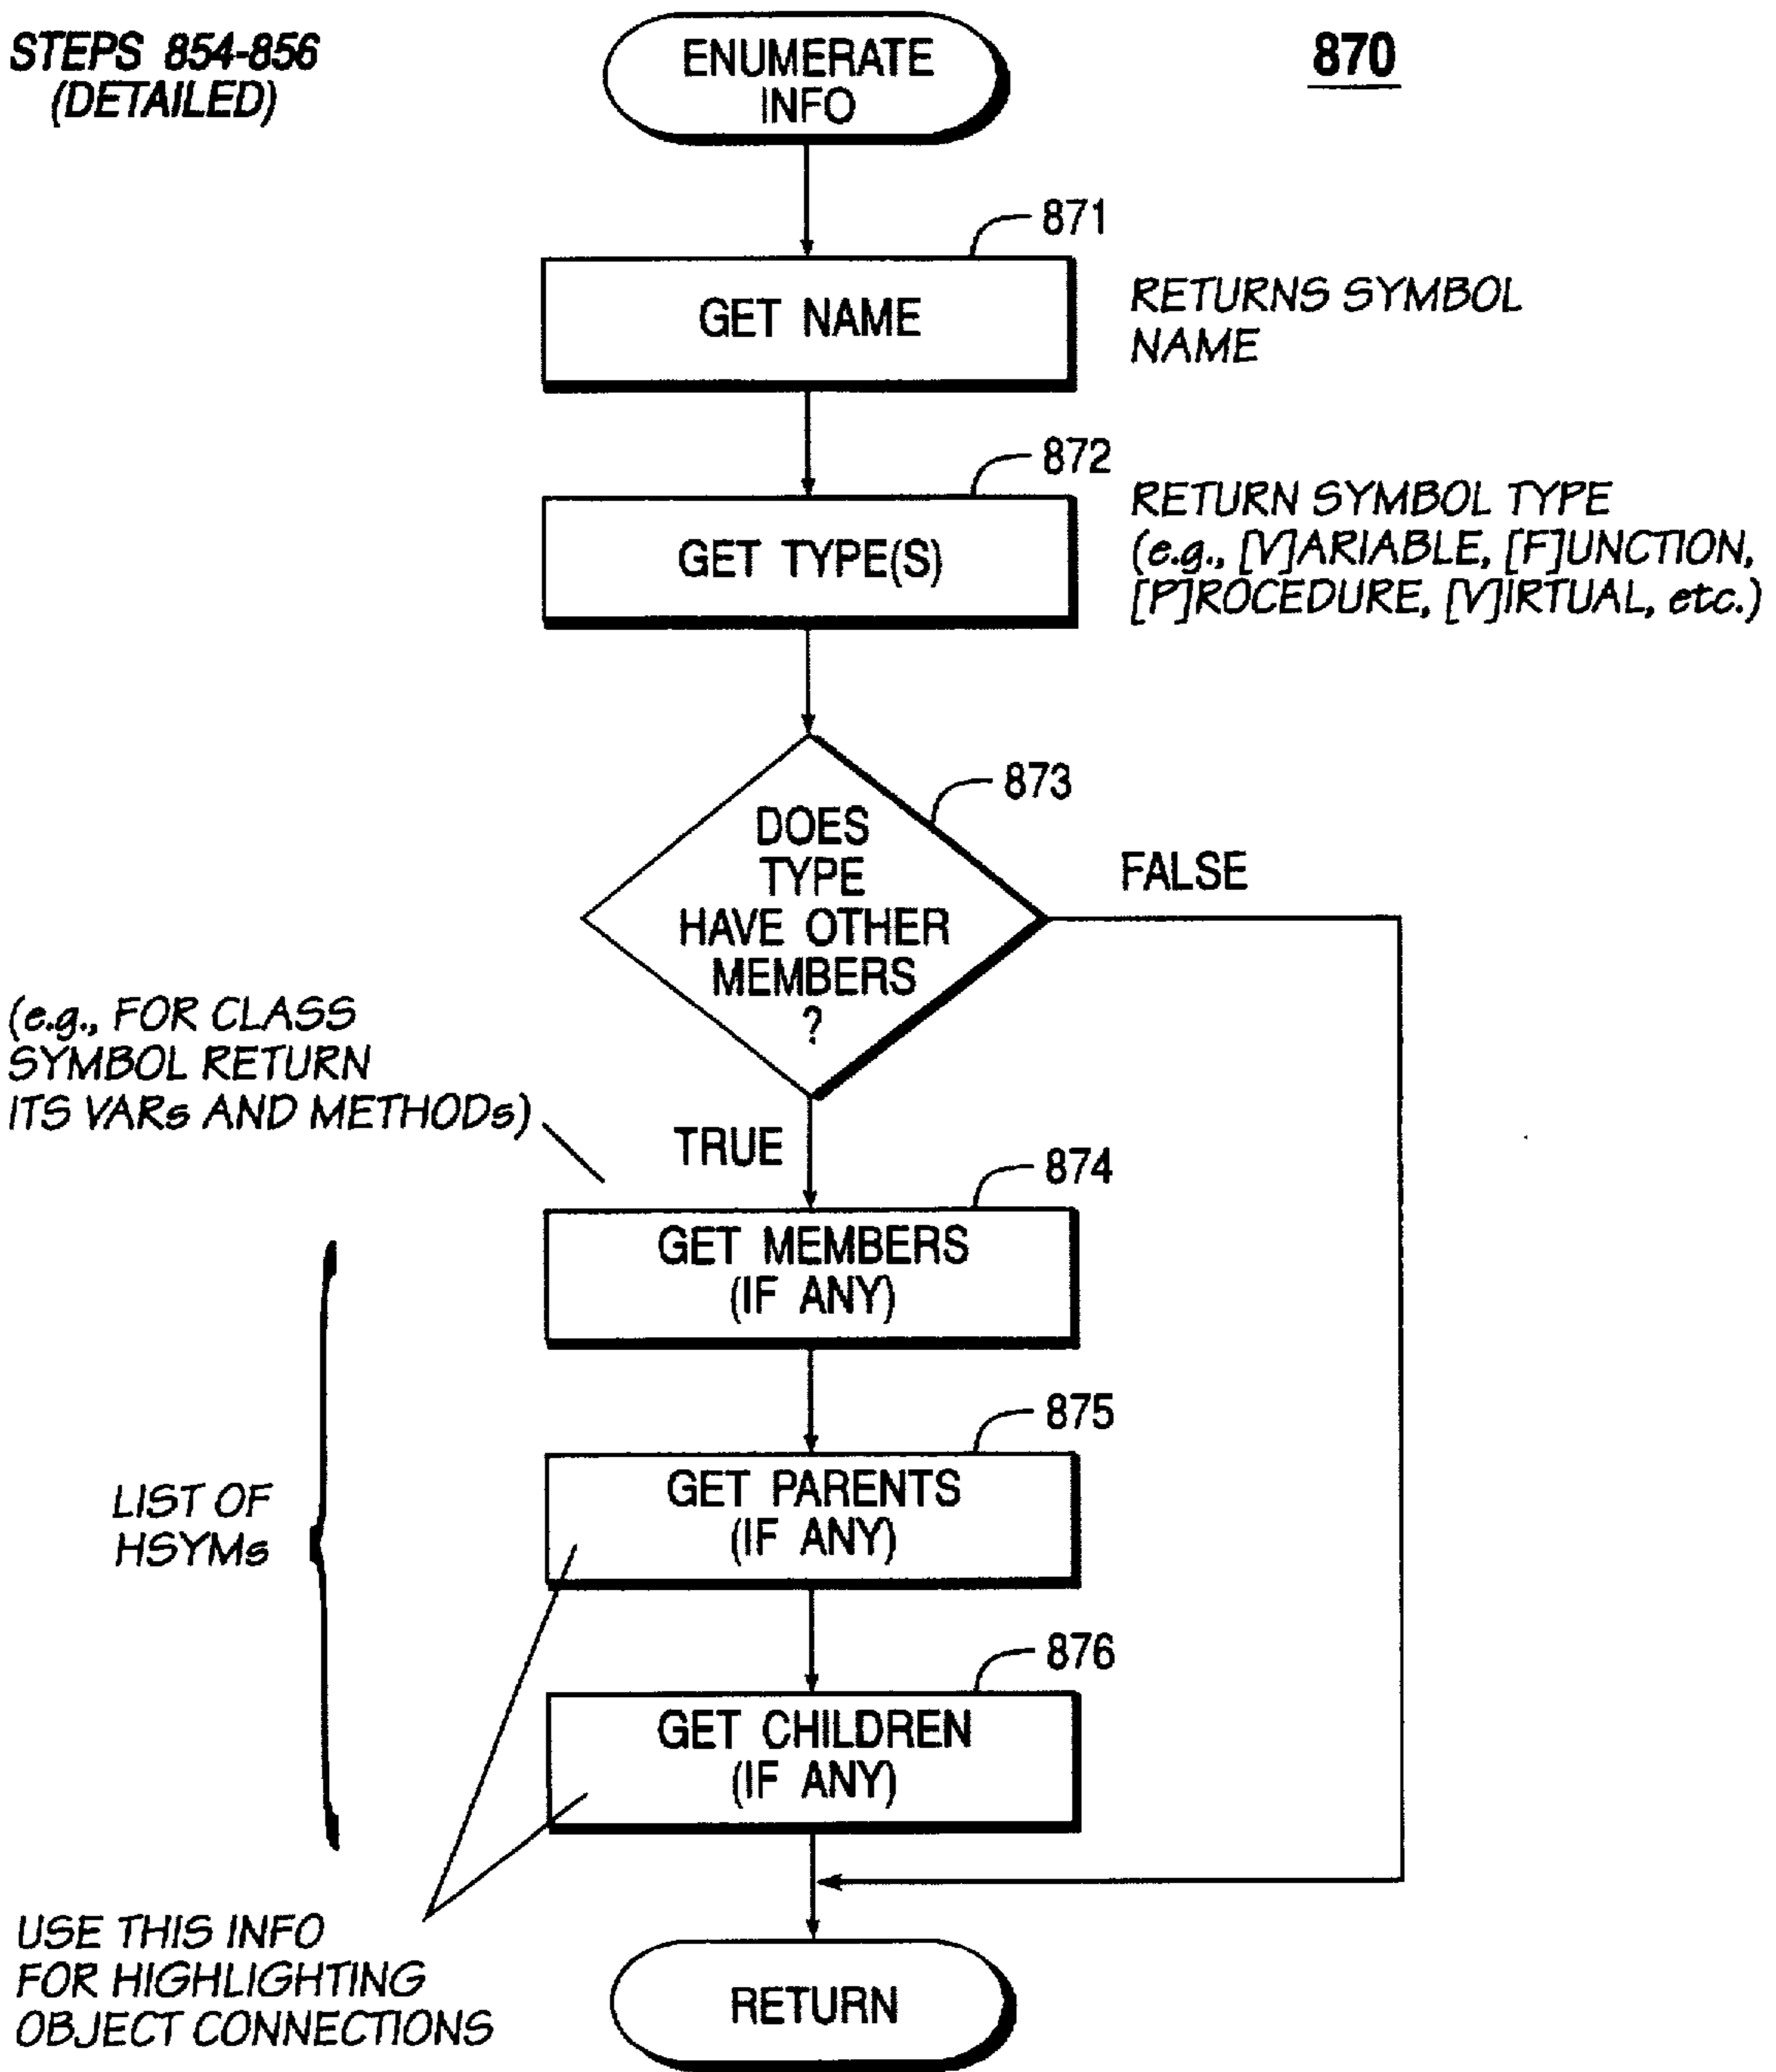 STEPS 854-856
(DETAILED)
ENUMERATE
INFO
870
871
GET NAME
RETURNS SYMBOL
NAME
872
GET TYPE(S)
RETURN SYMBOL TYPE
(e.g., [V]ARIABLE, [F]UNCTION,
[P]ROCEDURE, [V]IRTUAL, etc.)
873
DOES
TYPE
HAVE OTHER
MEMBERS
?
FALSE
(e.g., FOR CLASS
SYMBOL RETURN
ITS VARs AND METHODs)
TRUE
874
GET MEMBERS
(IF ANY)
875
GET PARENTS
(IF ANY)
LIST OF
HSYMs
876
GET CHILDREN
(IF ANY)
USE THIS INFO
FOR HIGHLIGHTING
OBJECT CONNECTIONS
RETURN